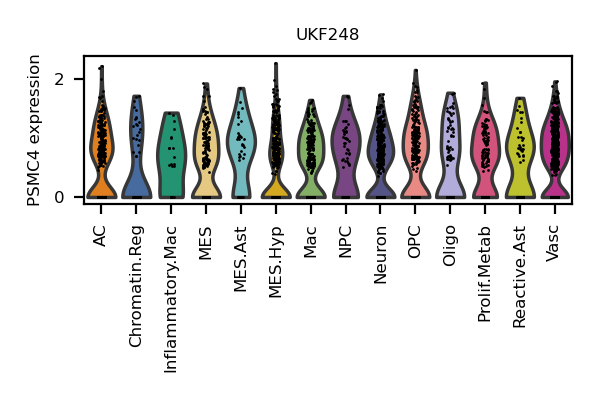 UKF248
PSMC4 expression
2
0
AC
Chromatin.Reg
Inflammatory.Mac
MES
MES.Ast
MES.Hyp
Mac
NPC
Neuron
OPC
Oligo
Prolif.Metab
Reactive.Ast
Vasc